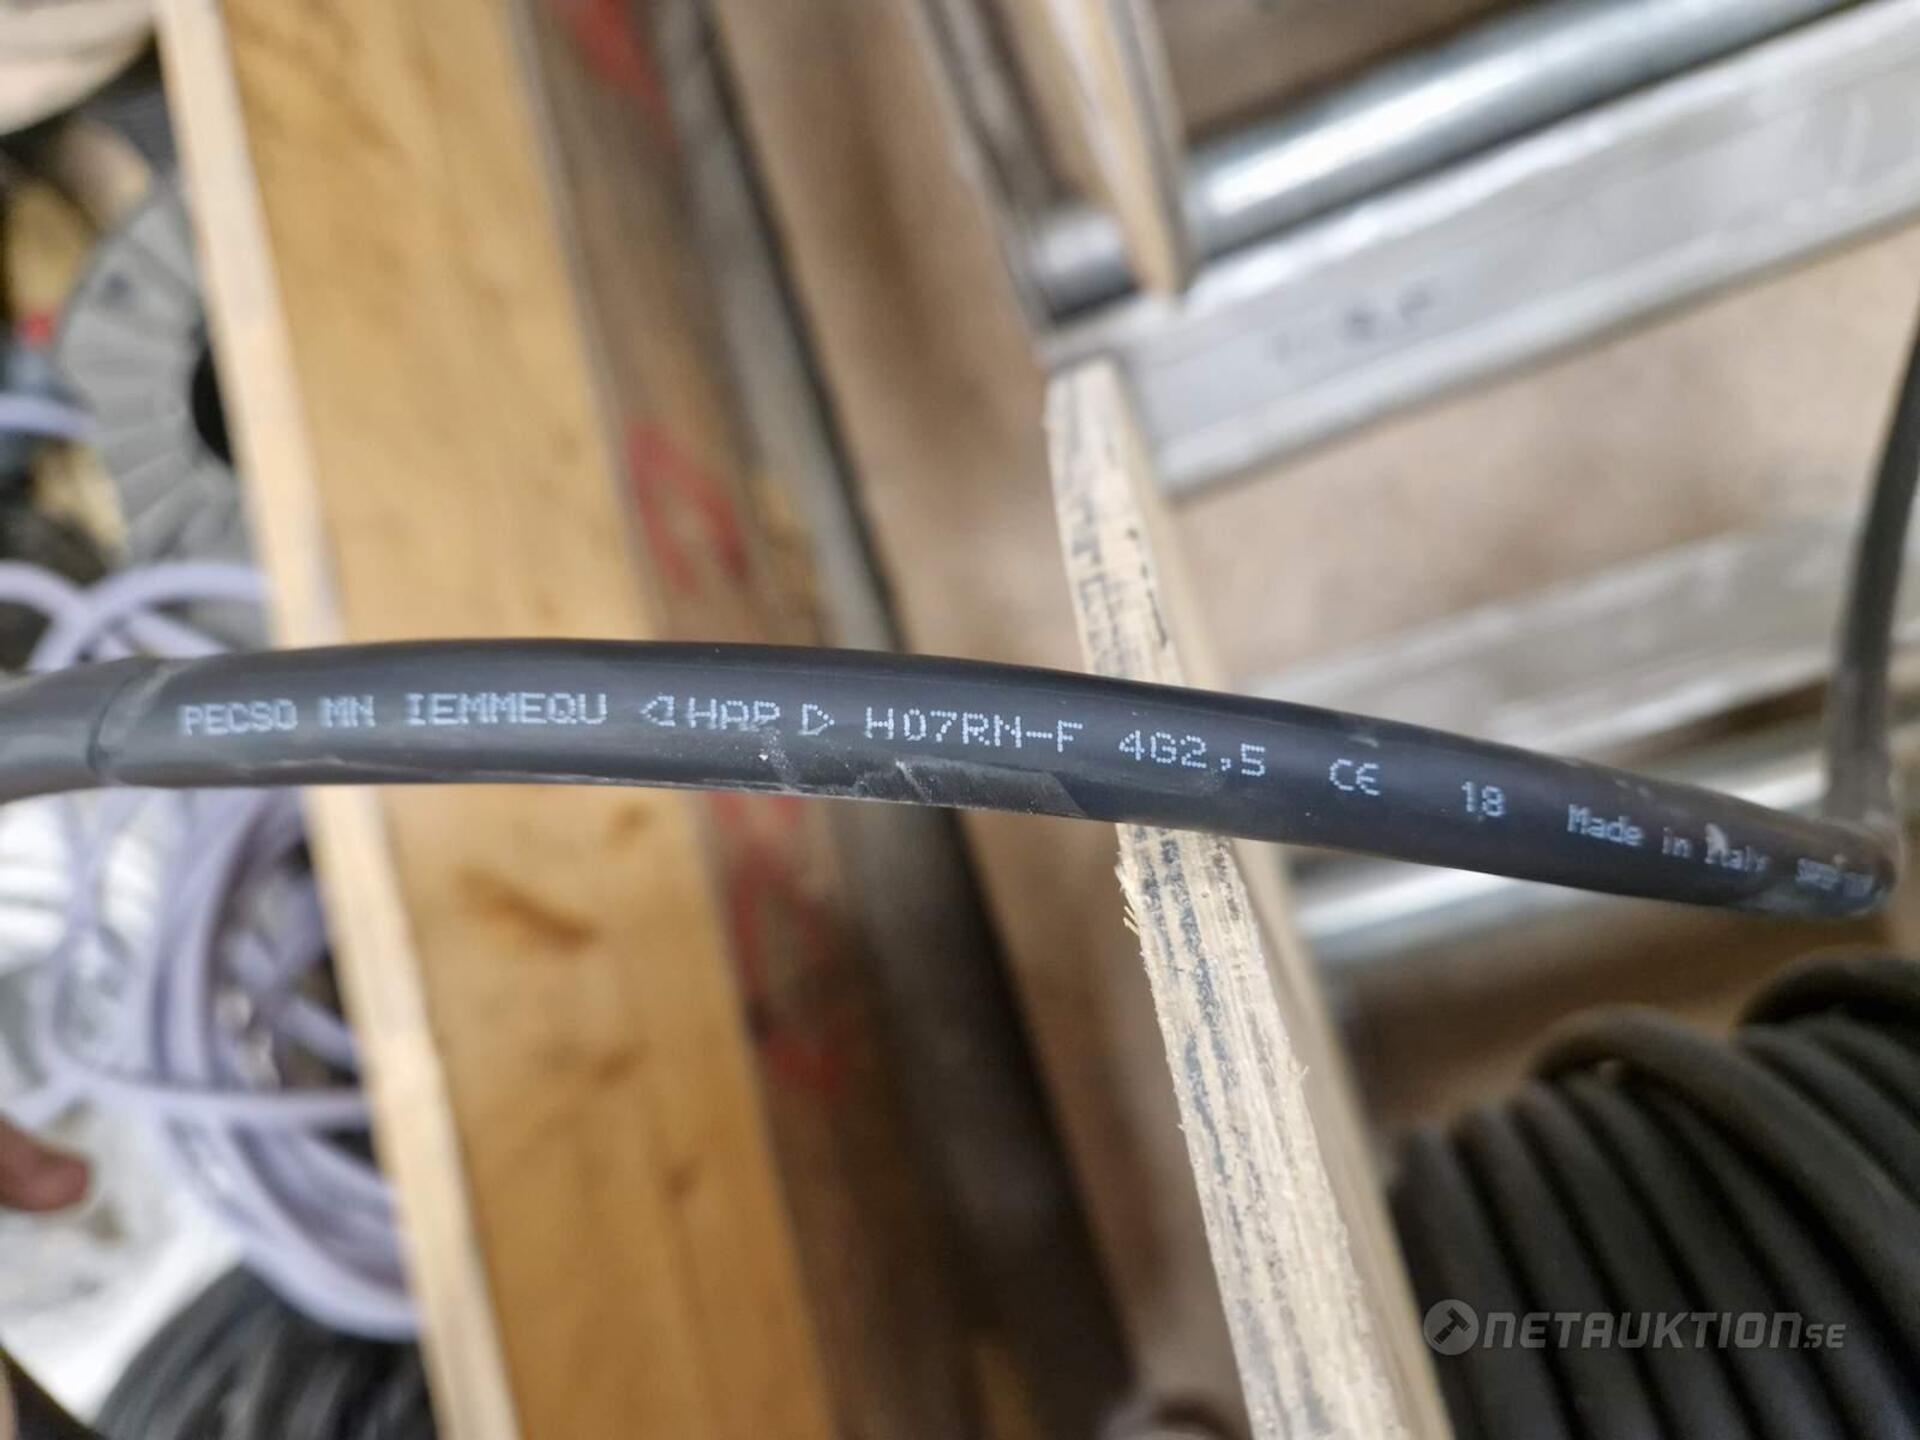 PECSO MN IEMMEQU ◁HAR▷ H07RN-F 4G2,5 CE 18 Made in Italy
NETAUKTION.SE